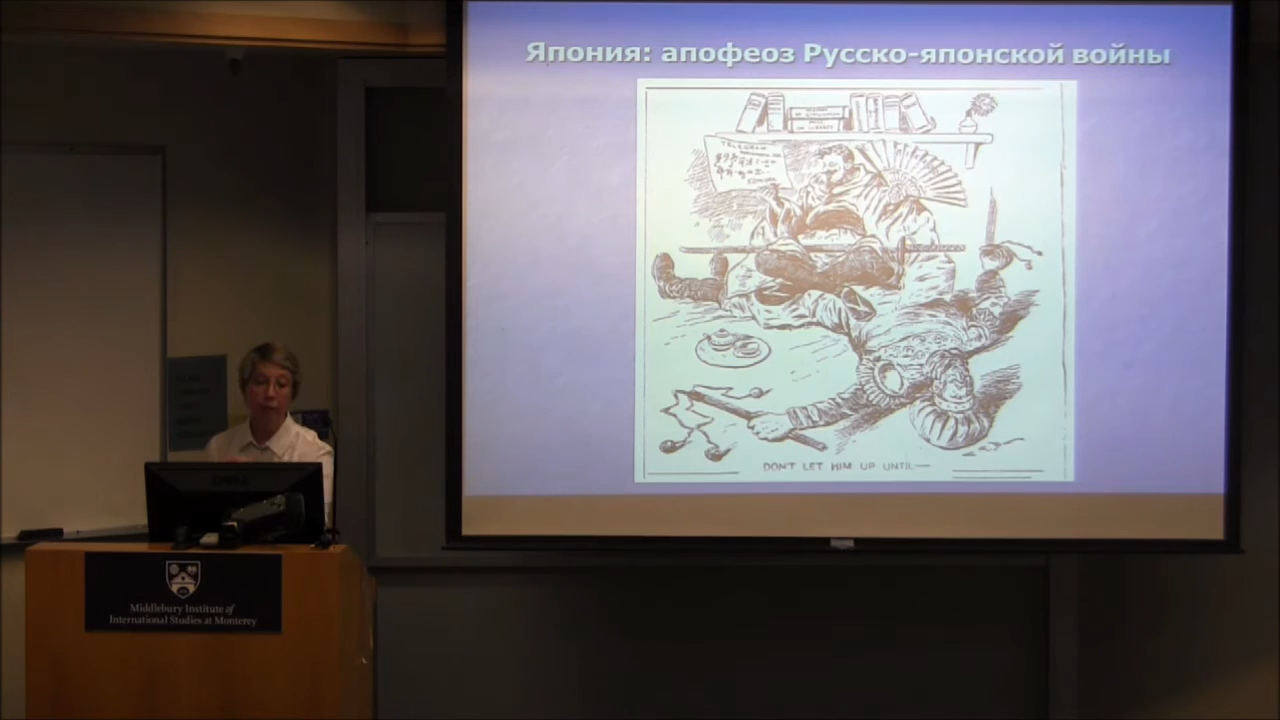 Япония: апофеоз Русско-японской войны
TELEGRAM
DON'T LET HIM UP UNTIL—
Middlebury Institute of
International Studies at Monterey